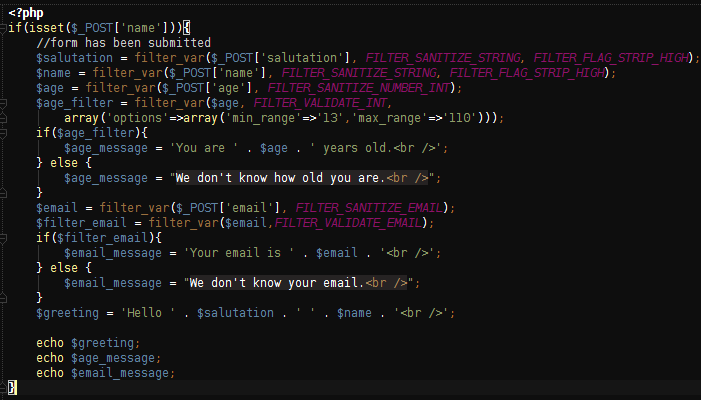 <?php
if(isset($_POST['name'])){
    //form has been submitted
    $salutation = filter_var($_POST['salutation'], FILTER_SANITIZE_STRING, FILTER_FLAG_STRIP_HIGH);
    $name = filter_var($_POST['name'], FILTER_SANITIZE_STRING, FILTER_FLAG_STRIP_HIGH);
    $age = filter_var($_POST['age'], FILTER_SANITIZE_NUMBER_INT);
    $age_filter = filter_var($age, FILTER_VALIDATE_INT,
        array('options'=>array('min_range'=>'13','max_range'=>'110')));
    if($age_filter){
        $age_message = 'You are ' . $age . ' years old.<br />';
    } else {
        $age_message = "We don't know how old you are.<br />";
    }
    $email = filter_var($_POST['email'], FILTER_SANITIZE_EMAIL);
    $filter_email = filter_var($email,FILTER_VALIDATE_EMAIL);
    if($filter_email){
        $email_message = 'Your email is ' . $email . '<br />';
    } else {
        $email_message = "We don't know your email.<br />";
    }
    $greeting = 'Hello ' . $salutation . ' ' . $name . '<br />';

    echo $greeting;
    echo $age_message;
    echo $email_message;
}